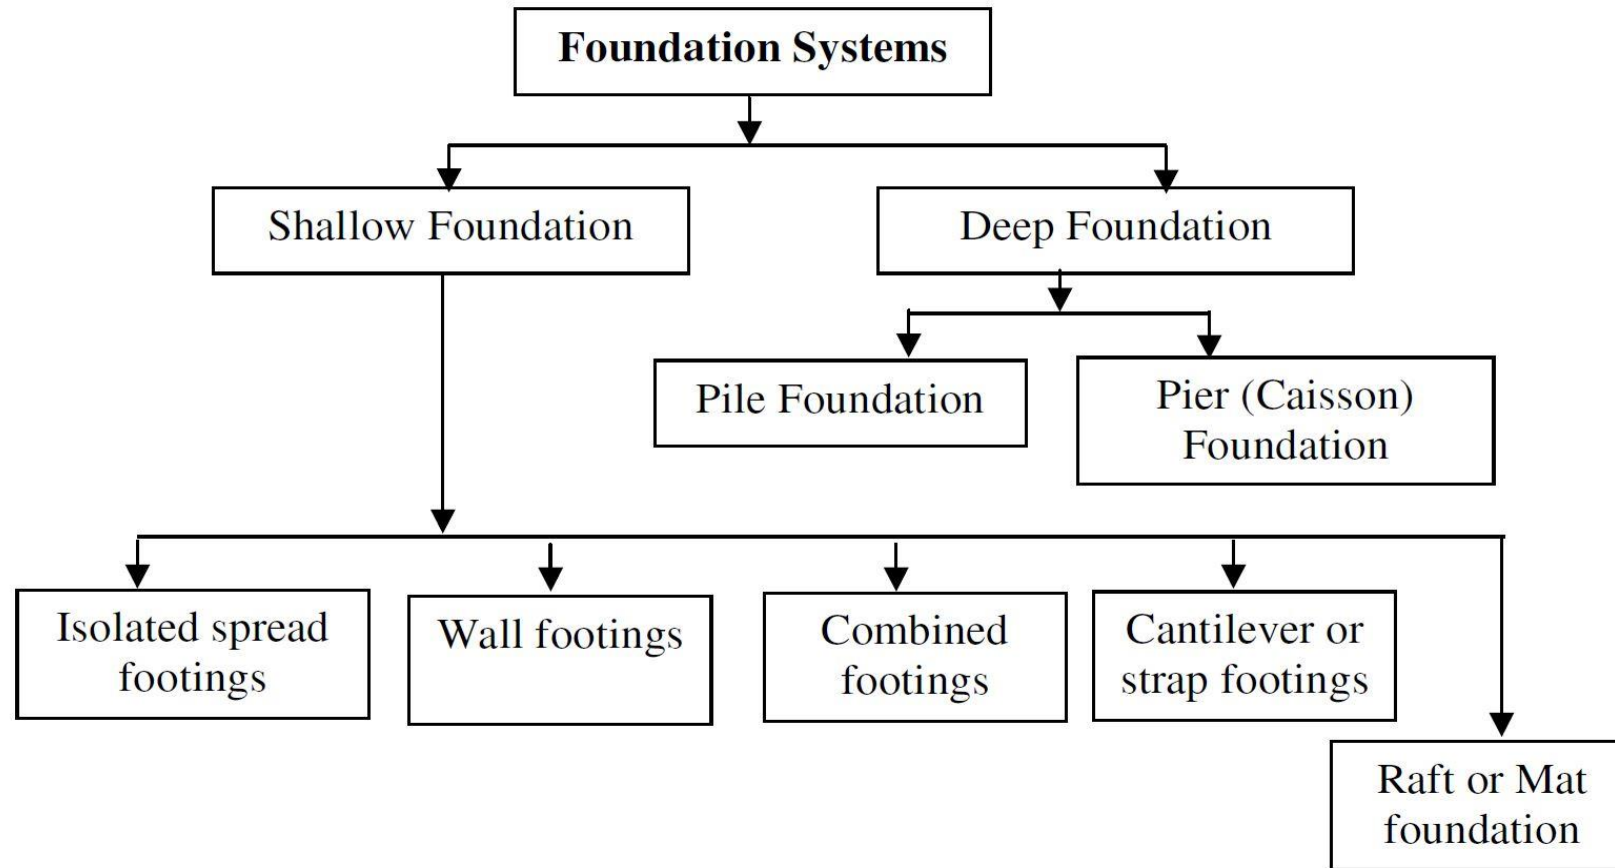 Foundation Systems
Shallow Foundation
Deep Foundation
Pile Foundation
Pier (Caisson)
Foundation
Isolated spread
footings
Wall footings
Combined
footings
Cantilever or
strap footings
Raft or Mat
foundation